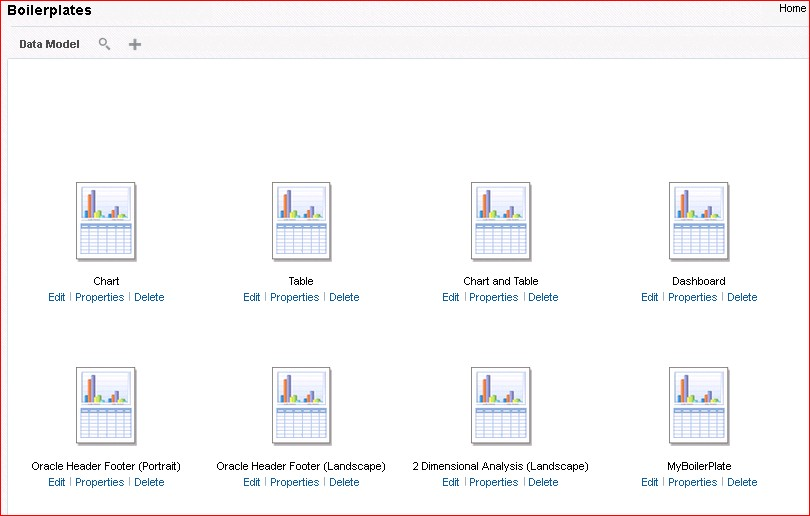 Boilerplates
Home
Data Model
Chart
Table
Chart and Table
Dashboard
Edit | Properties | Delete
Edit | Properties | Delete
Edit | Properties | Delete
Edit | Properties | Delete
Oracle Header Footer (Portrait)
Oracle Header Footer (Landscape)
2 Dimensional Analysis (Landscape)
MyBoilerPlate
Edit | Properties | Delete
Edit | Properties | Delete
Edit | Properties | Delete
Edit | Properties | Delete